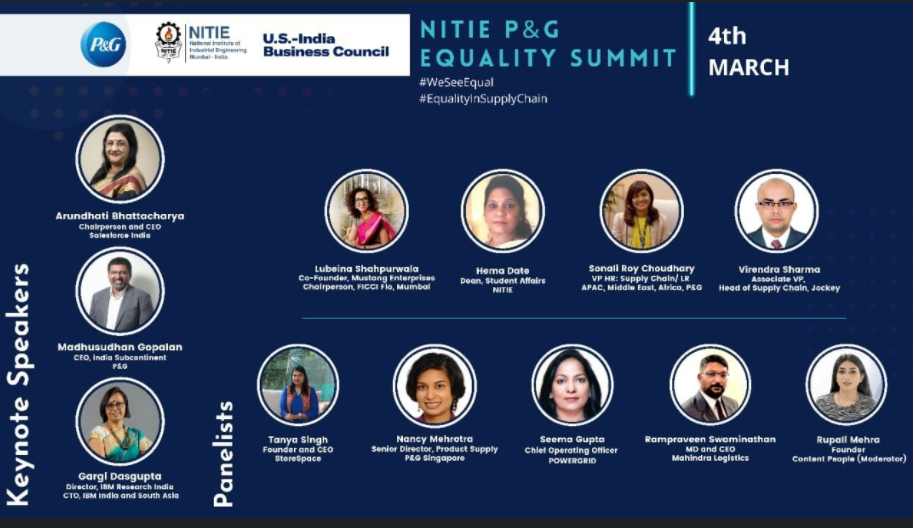 P&G
NITIE
NITIE
National Institute of
Industrial Engineering
Mumbai - India
U.S.-India
Business Council
NITIE P&G
EQUALITY SUMMIT
#WeSeeEqual
#EqualityInSupplyChain
4th
MARCH
Keynote Speakers
Arundhati Bhattacharya
Chairperson and CEO
Salesforce India
Madhusudhan Gopalan
CEO, India Subcontinent
P&G
Gargi Dasgupta
Director, IBM Research India
CTO, IBM India and South Asia
Panelists
Lubeina Shahpurwala
Co-Founder, Mustang Enterprises
Chairperson, FICCI Flo, Mumbai
Hema Date
Dean, Student Affairs
NITIE
Sonali Roy Choudhary
VP HR: Supply Chain/ LR
APAC, Middle East, Africa, P&G
Virendra Sharma
Associate VP,
Head of Supply Chain, Jockey
Tanya Singh
Founder and CEO
StoreSpace
Nancy Mehrotra
Senior Director, Product Supply
P&G Singapore
Seema Gupta
Chief Operating Officer
POWERGRID
Rampraveen Swaminathan
MD and CEO
Mahindra Logistics
Rupali Mehra
Founder
Content People (Moderator)